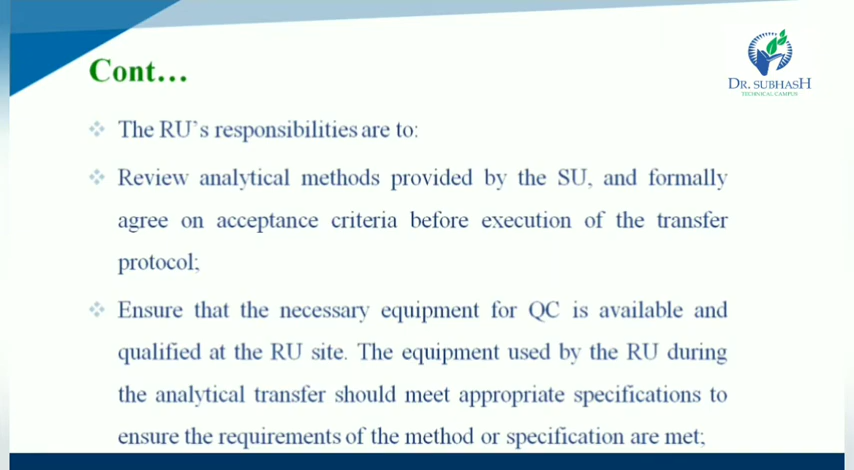 DR. SUBHASH
TECHNICAL CAMPUS
Cont…
The RU's responsibilities are to:
Review analytical methods provided by the SU, and formally
agree on acceptance criteria before execution of the transfer
protocol;
Ensure that the necessary equipment for QC is available and
qualified at the RU site. The equipment used by the RU during
the analytical transfer should meet appropriate specifications to
ensure the requirements of the method or specification are met;